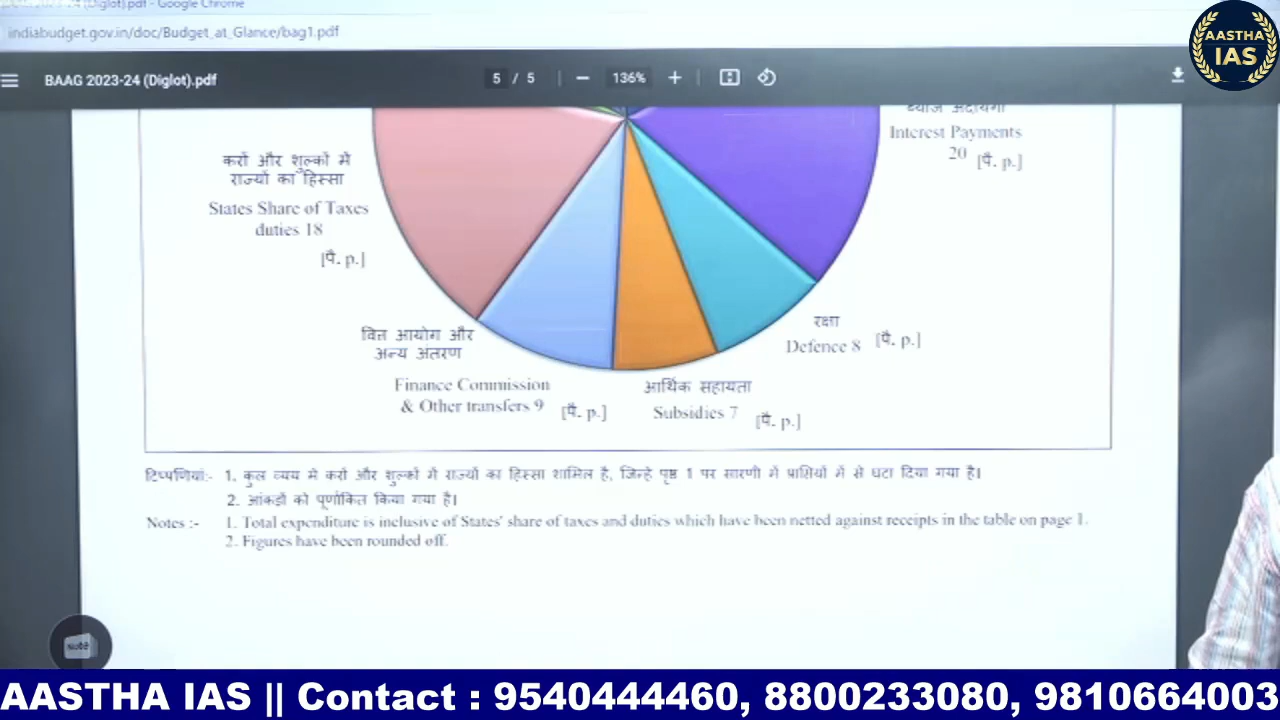 (Diglot).pdf - Google Chrome
indiabudget.gov.in/doc/Budget_at_Glance/bag1.pdf
AASTHA
IAS
BAAG 2023-24 (Diglot).pdf
5 / 5
136%
Interest Payments
20 [पै. p.]
करों और शुल्कों में
राज्यों का हिस्सा
States Share of Taxes
duties 18
[पै. p.]
रक्षा
Defence 8 [पै. p.]
वित्त आयोग और
अन्य अंतरण
Finance Commission
& Other transfers 9 [पै. p.]
आर्थिक सहायता
Subsidies 7 [पै. p.]
टिप्पणियां:- 1. कुल व्यय में करों और शुल्कों में राज्यों का हिस्सा शामिल है, जिन्हे पृष्ठ 1 पर सारणी में प्राप्तियों में से घटा दिया गया है।
2. आंकडों को पूर्णांकित किया गया है।
Notes :- 1. Total expenditure is inclusive of States' share of taxes and duties which have been netted against receipts in the table on page 1.
2. Figures have been rounded off.
AASTHA IAS || Contact : 9540444460, 8800233080, 9810664003